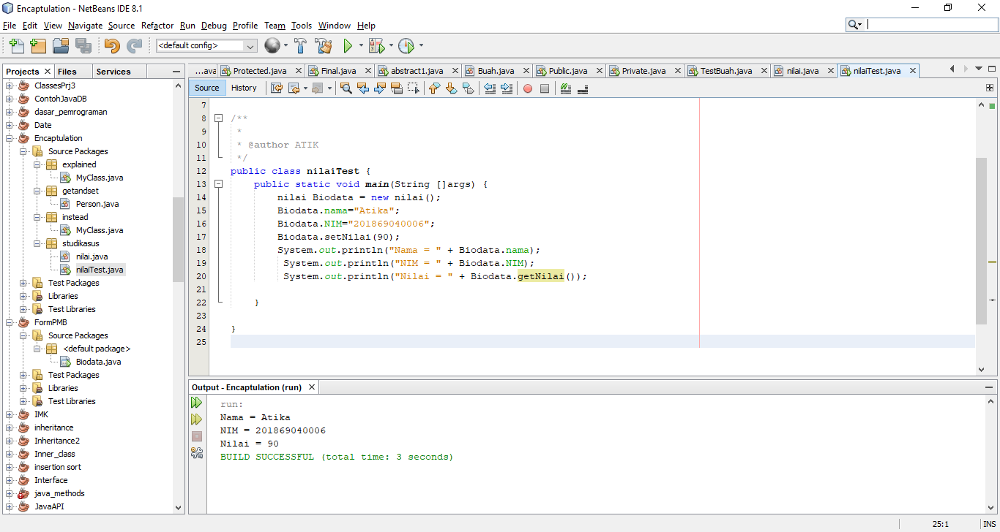 Encaptulation - NetBeans IDE 8.1
File Edit View Navigate Source Refactor Run Debug Profile Team Tools Window Help
<default config>
Projects Files Services
ClassesPrj3
ContohJavaDB
dasar_pemrograman
Date
Encaptulation
Source Packages
explained
MyClass.java
getandset
Person.java
instead
MyClass.java
studikasus
nilai.java
nilaiTest.java
Test Packages
Libraries
Test Libraries
FormPMB
Source Packages
<default package>
Biodata.java
Test Packages
Libraries
Test Libraries
IMK
inheritance
Inheritance2
Inner_class
insertion sort
Interface
java_methods
JavaAPI
...ava Protected.java Final.java abstract1.java Buah.java Public.java Private.java TestBuah.java nilai.java nilaiTest.java
Source History
7
8 /**
9 *
10 * @author ATIK
11 */
12 public class nilaiTest {
13 public static void main(String []args) {
14 nilai Biodata = new nilai();
15 Biodata.nama="Atika";
16 Biodata.NIM="201869040006";
17 Biodata.setNilai(90);
18 System.out.println("Nama = " + Biodata.nama);
19 System.out.println("NIM = " + Biodata.NIM);
20 System.out.println("Nilai = " + Biodata.getNilai());
21
22 }
23
24 }
25
Output - Encaptulation (run)
run:
Nama = Atika
NIM = 201869040006
Nilai = 90
BUILD SUCCESSFUL (total time: 3 seconds)
25:1 INS